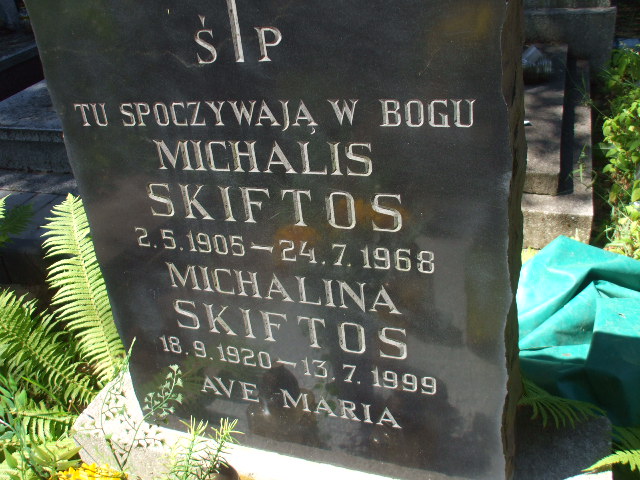 Ś P
TU SPOCZYWAJĄ W BOGU
MICHALIS
SKIFTOS
2.5.1905 — 24.7.1968
MICHALINA
SKIFTOS
18.9.1920 — 13.7.1999
AVE MARIA